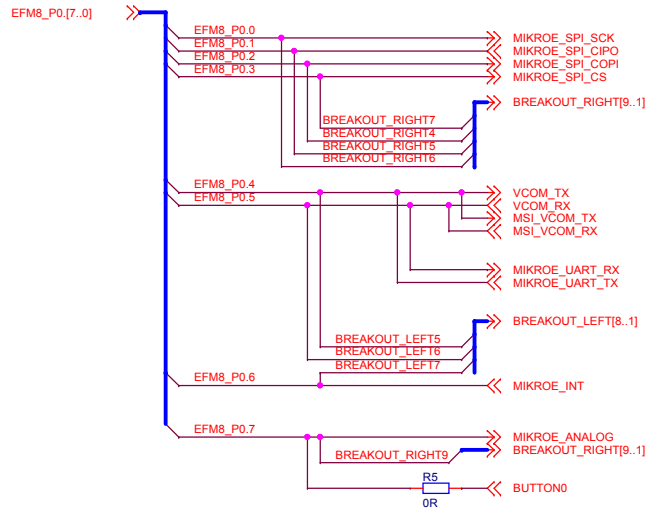 EFM8_P0.[7..0]
EFM8_P0.0
MIKROE_SPI_SCK
EFM8_P0.1
MIKROE_SPI_CIPO
EFM8_P0.2
MIKROE_SPI_COPI
EFM8_P0.3
MIKROE_SPI_CS
BREAKOUT_RIGHT[9..1]
BREAKOUT_RIGHT7
BREAKOUT_RIGHT4
BREAKOUT_RIGHT5
BREAKOUT_RIGHT6
EFM8_P0.4
VCOM_TX
EFM8_P0.5
VCOM_RX
MSI_VCOM_TX
MSI_VCOM_RX
MIKROE_UART_RX
MIKROE_UART_TX
BREAKOUT_LEFT[8..1]
BREAKOUT_LEFT5
BREAKOUT_LEFT6
BREAKOUT_LEFT7
EFM8_P0.6
MIKROE_INT
EFM8_P0.7
MIKROE_ANALOG
BREAKOUT_RIGHT9
BREAKOUT_RIGHT[9..1]
R5
BUTTON0
0R